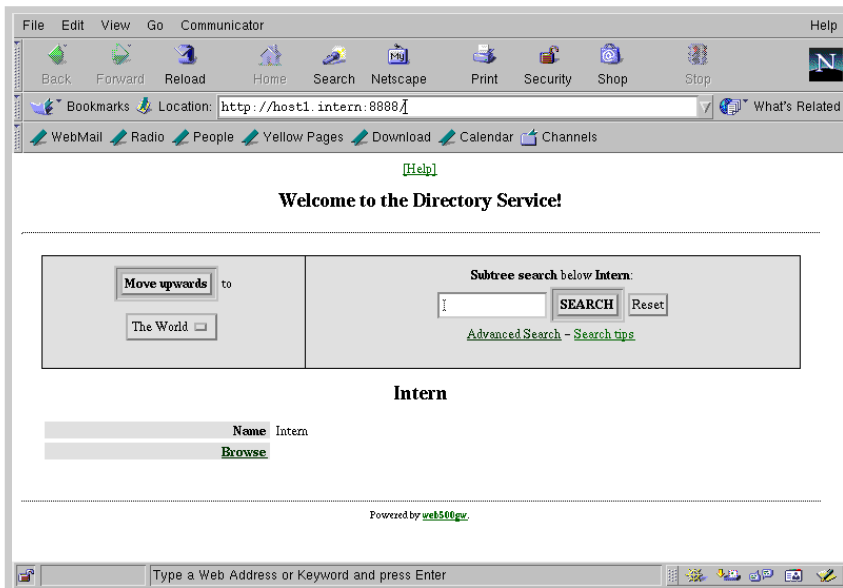 File Edit View Go Communicator Help
Back Forward Reload Home Search Netscape Print Security Shop Stop
My
N
Bookmarks Location: http://host1.intern:8888/ What's Related
WebMail Radio People Yellow Pages Download Calendar Channels
[Help]
Welcome to the Directory Service!
Move upwards to
The World
Subtree search below Intern:
SEARCH Reset
Advanced Search – Search tips
Intern
Name Intern
Browse
Powered by web500gw.
Type a Web Address or Keyword and press Enter